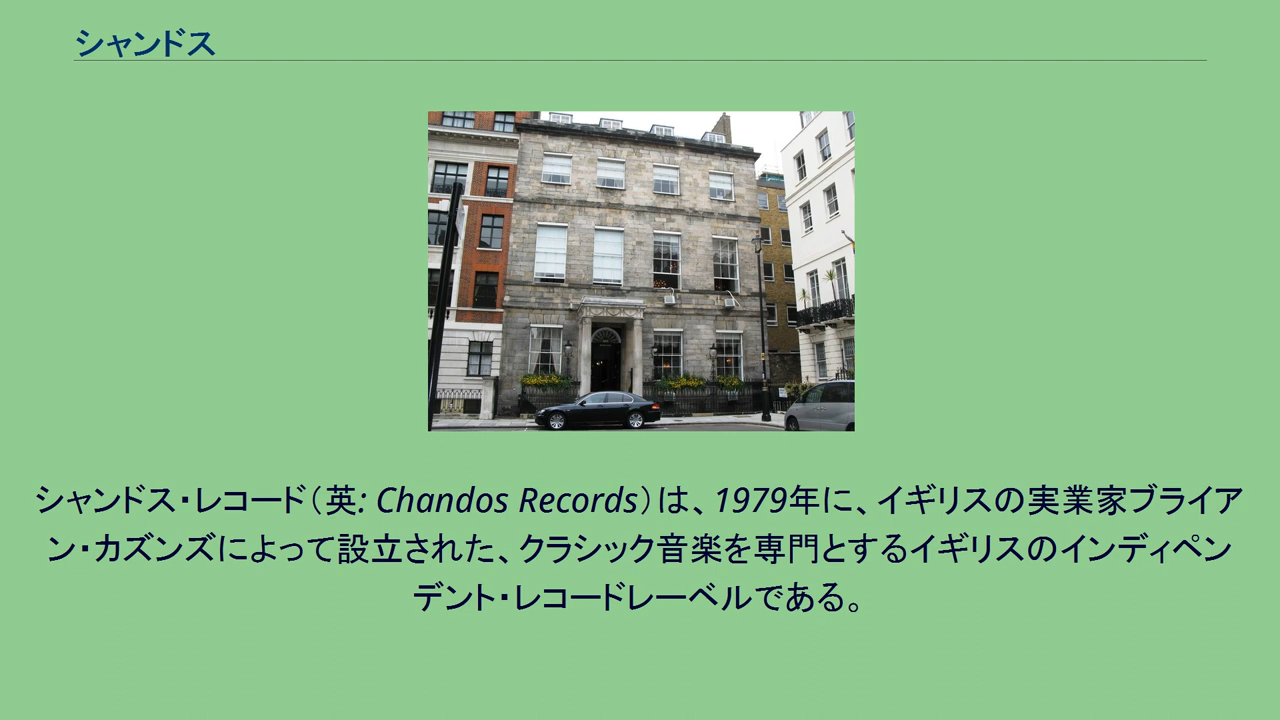 シャンドス
シャンドス・レコード（英: Chandos Records）は、1979年に、イギリスの実業家ブライア
ン・カズンズによって設立された、クラシック音楽を専門とするイギリスのインディペン
デント・レコードレーベルである。